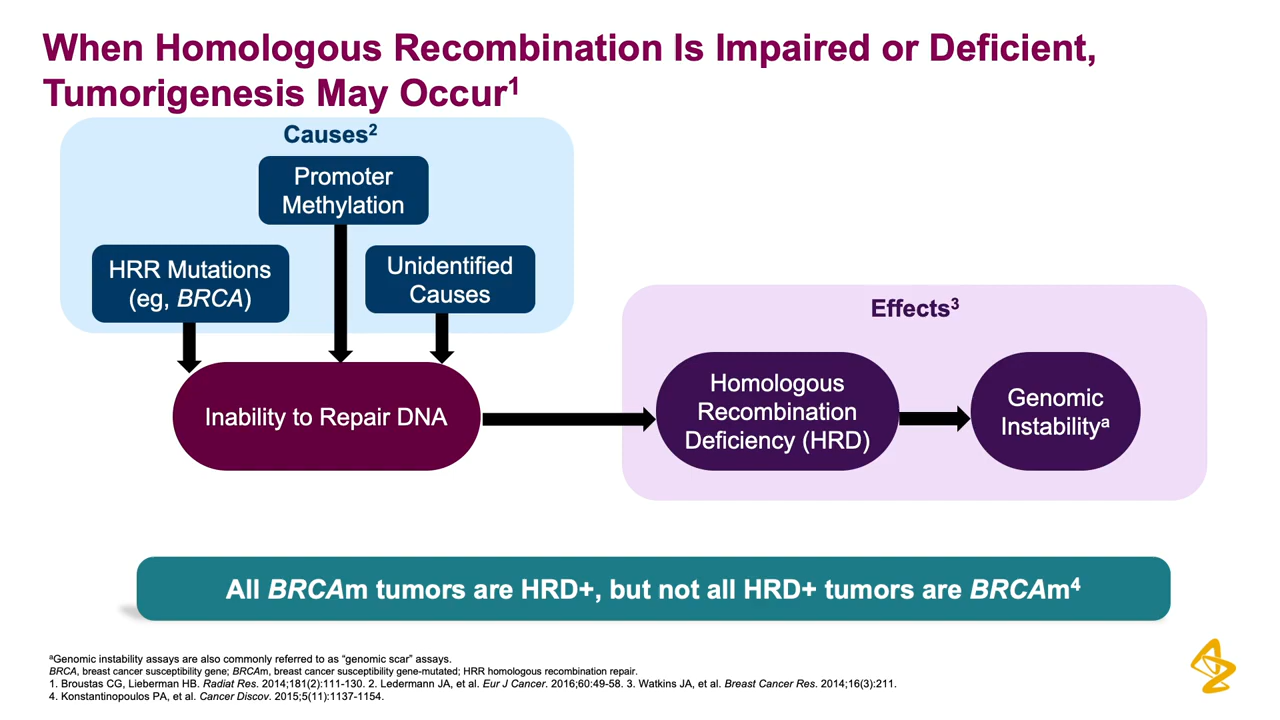 When Homologous Recombination Is Impaired or Deficient,
Tumorigenesis May Occur1
Causes2
Promoter
Methylation
HRR Mutations
(eg, BRCA)
Unidentified
Causes
Inability to Repair DNA
Effects3
Homologous
Recombination
Deficiency (HRD)
Genomic
Instabilitya
All BRCAm tumors are HRD+, but not all HRD+ tumors are BRCAm4
aGenomic instability assays are also commonly referred to as “genomic scar” assays.
BRCA, breast cancer susceptibility gene; BRCAm, breast cancer susceptibility gene-mutated; HRR homologous recombination repair.
1. Broustas CG, Lieberman HB. Radiat Res. 2014;181(2):111-130. 2. Ledermann JA, et al. Eur J Cancer. 2016;60:49-58. 3. Watkins JA, et al. Breast Cancer Res. 2014;16(3):211.
4. Konstantinopoulos PA, et al. Cancer Discov. 2015;5(11):1137-1154.